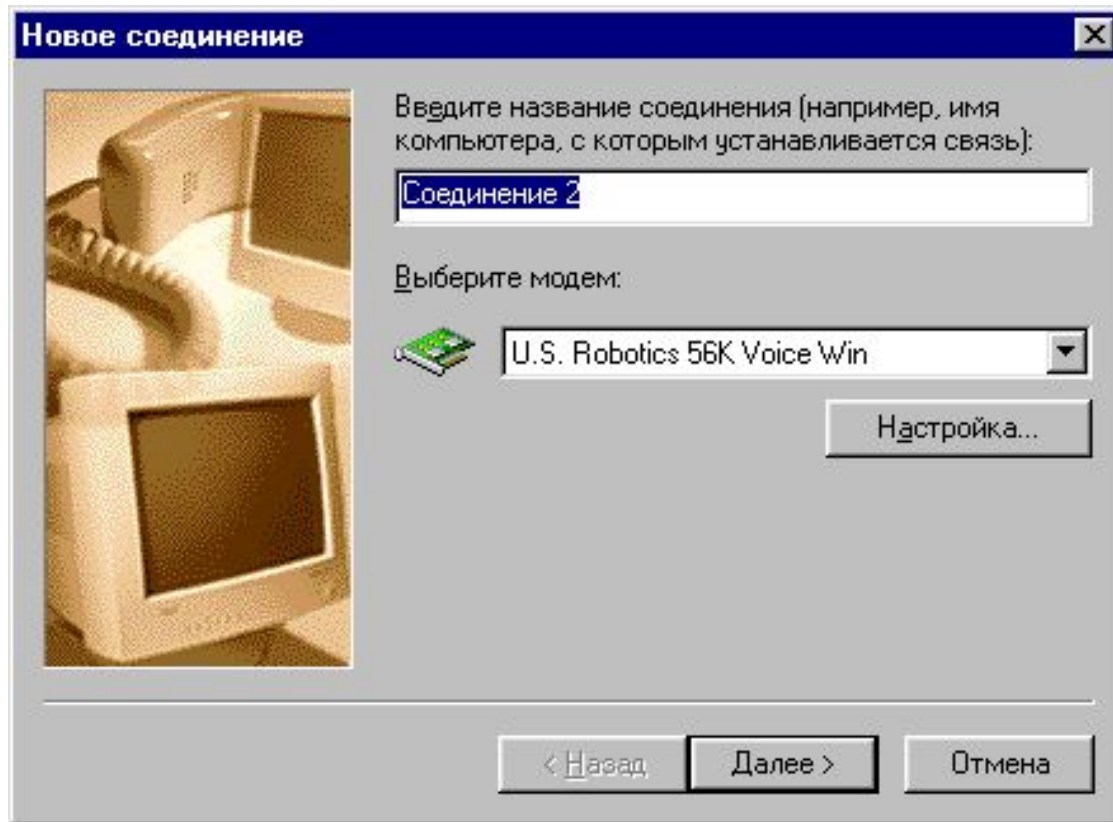 Новое соединение
Введите название соединения (например, имя
компьютера, с которым устанавливается связь):
Соединение 2
Выберите модем:
U.S. Robotics 56K Voice Win
Настройка...
< Назад
Далее >
Отмена